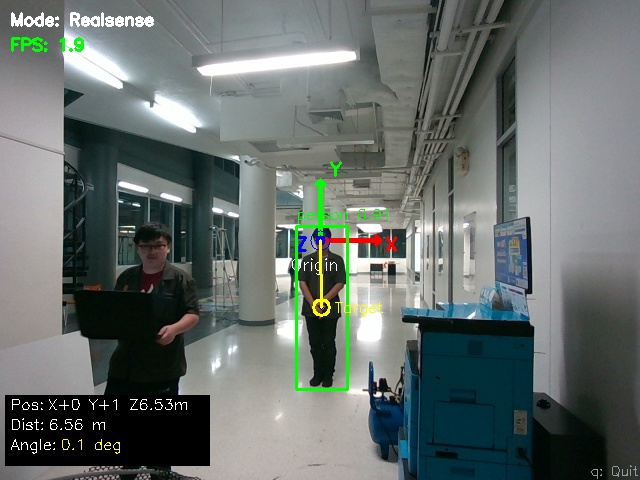 Mode: Realsense
FPS: 1.9
Y
person 0.91
Z
X
Origin
Target
Pos: X+0 Y+1 Z6.53m
Dist: 6.56 m
Angle: 0.1 deg
q: Quit